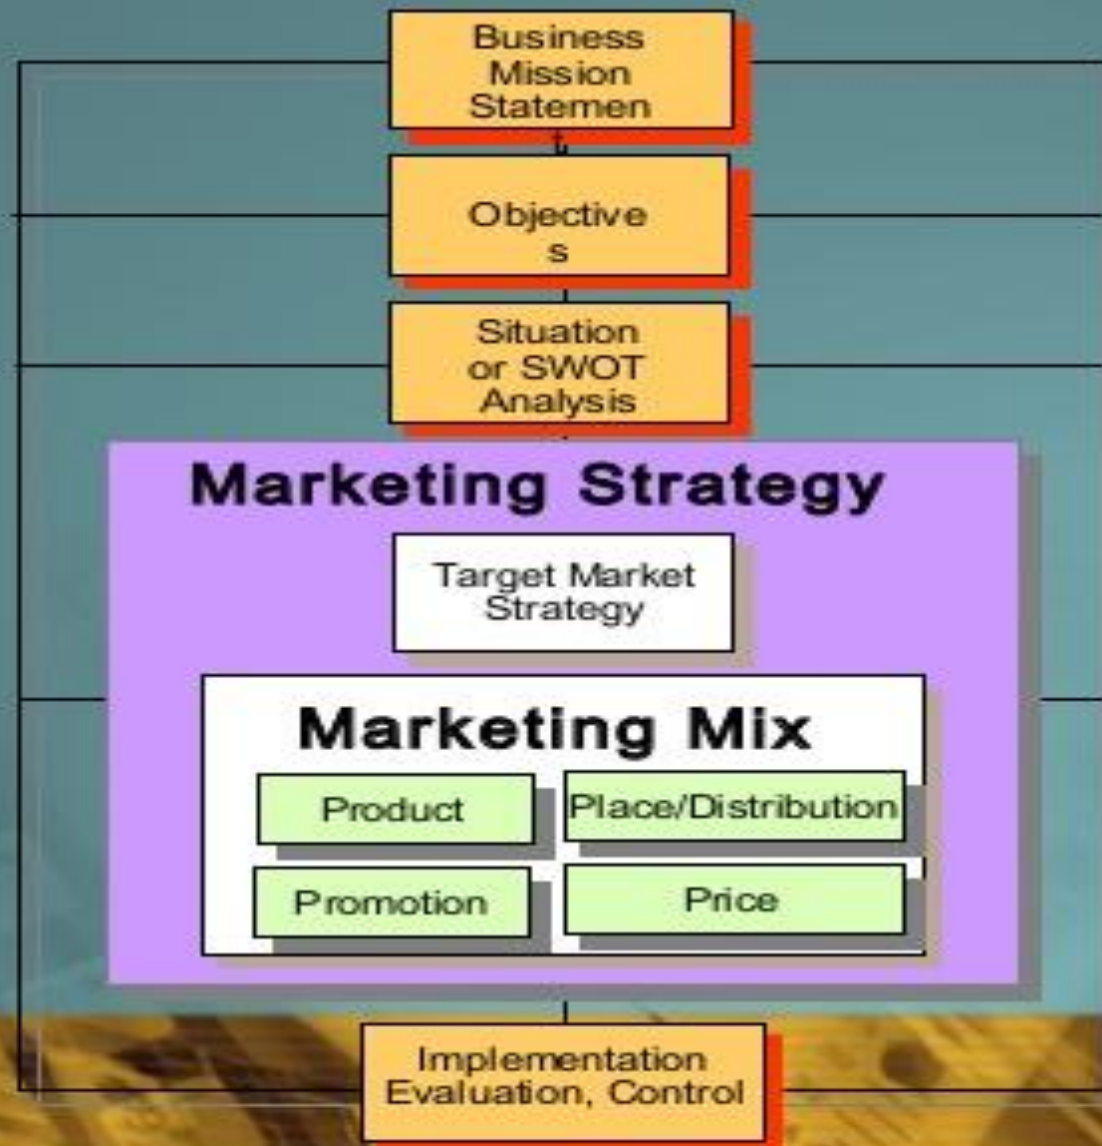 Business
Mission
Statemen
t
Objective
s
Situation
or SWOT
Analysis
Marketing Strategy
Target Market
Strategy
Marketing Mix
Product
Place/Distribution
Promotion
Price
Implementation
Evaluation, Control